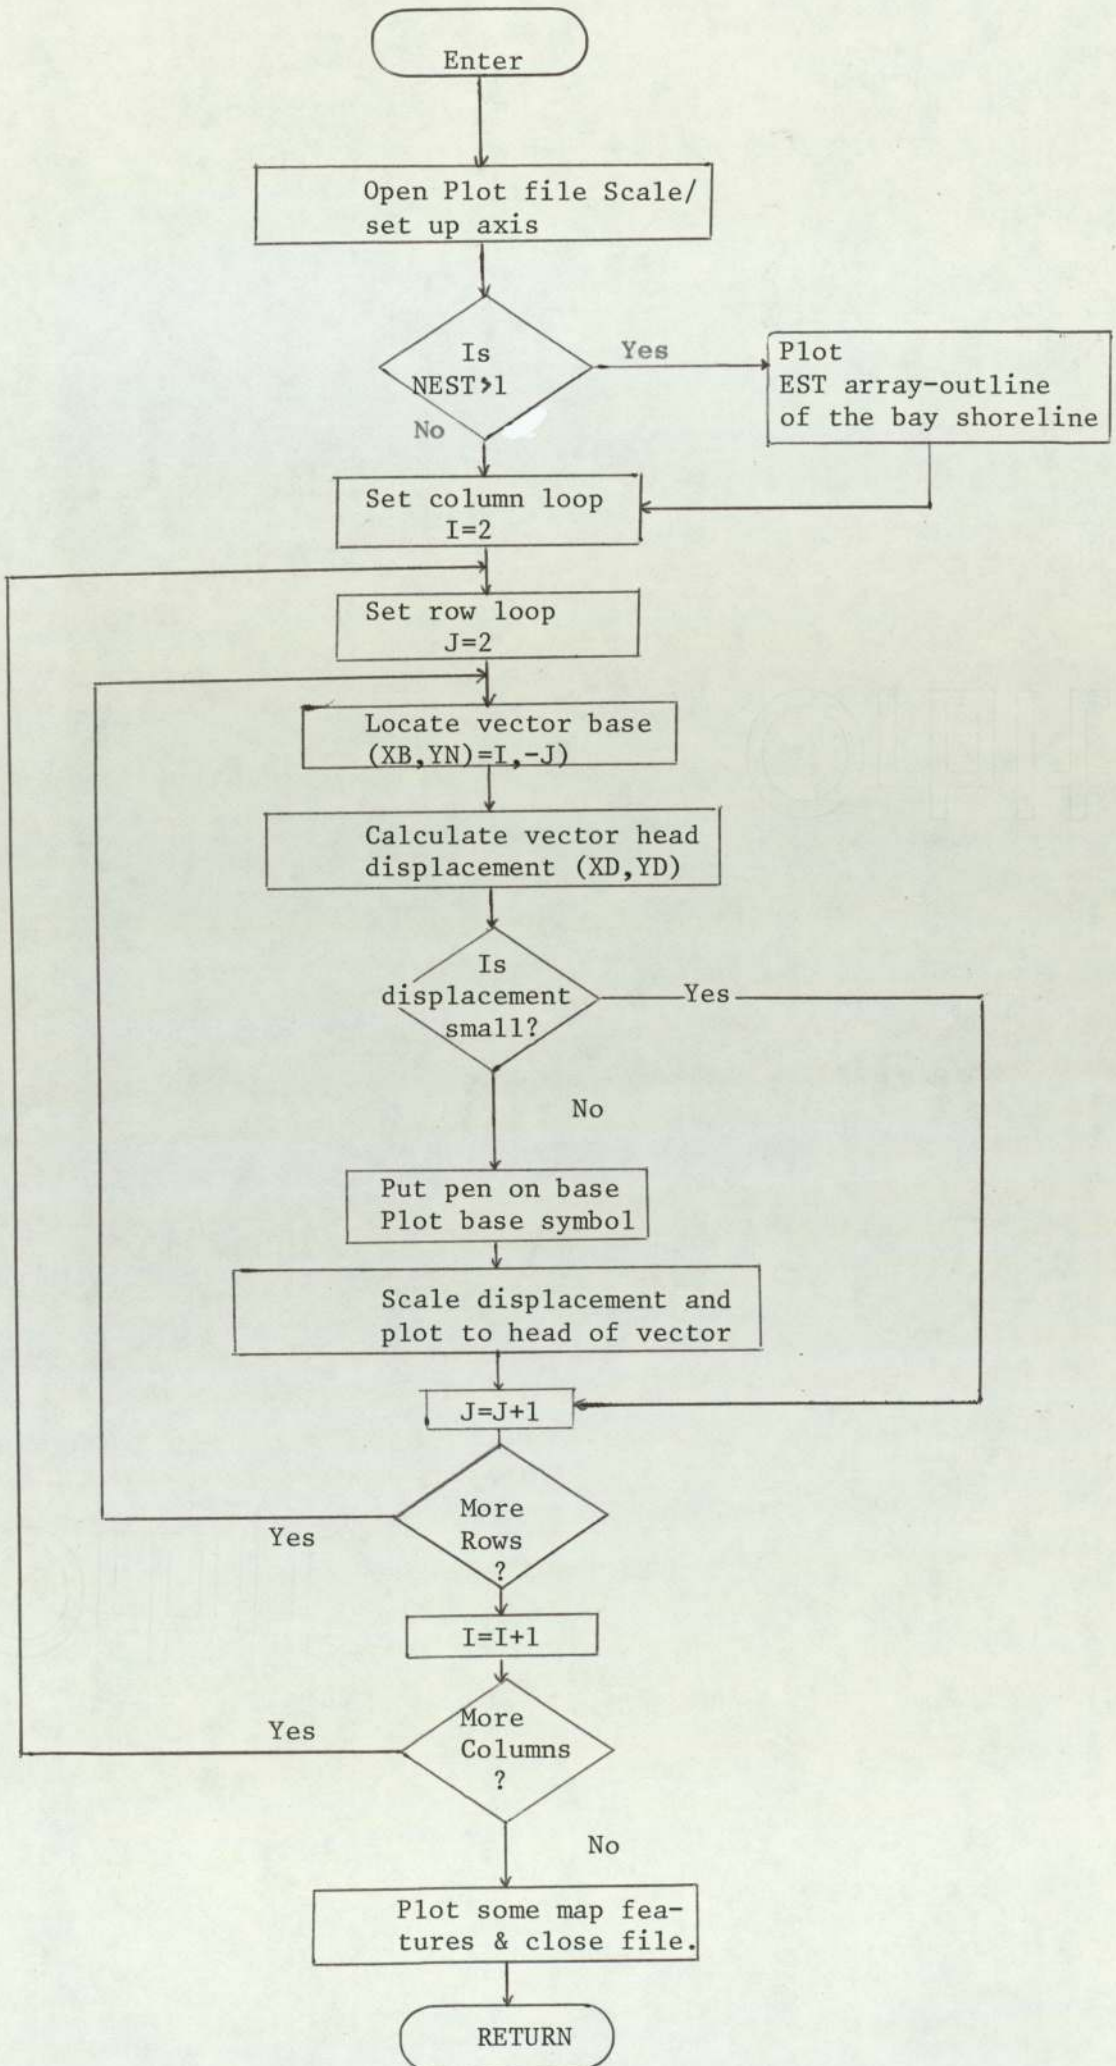 Enter
Open Plot file Scale/
set up axis
Is
NEST>1
Yes
No
Plot
EST array-outline
of the bay shoreline
Set column loop
I=2
Set row loop
J=2
Locate vector base
(XB,YN)=I,-J)
Calculate vector head
displacement (XD,YD)
Is
displacement
small?
Yes
No
Put pen on base
Plot base symbol
Scale displacement and
plot to head of vector
J=J+1
More
Rows
?
Yes
I=I+1
More
Columns
?
Yes
No
Plot some map fea-
tures & close file.
RETURN